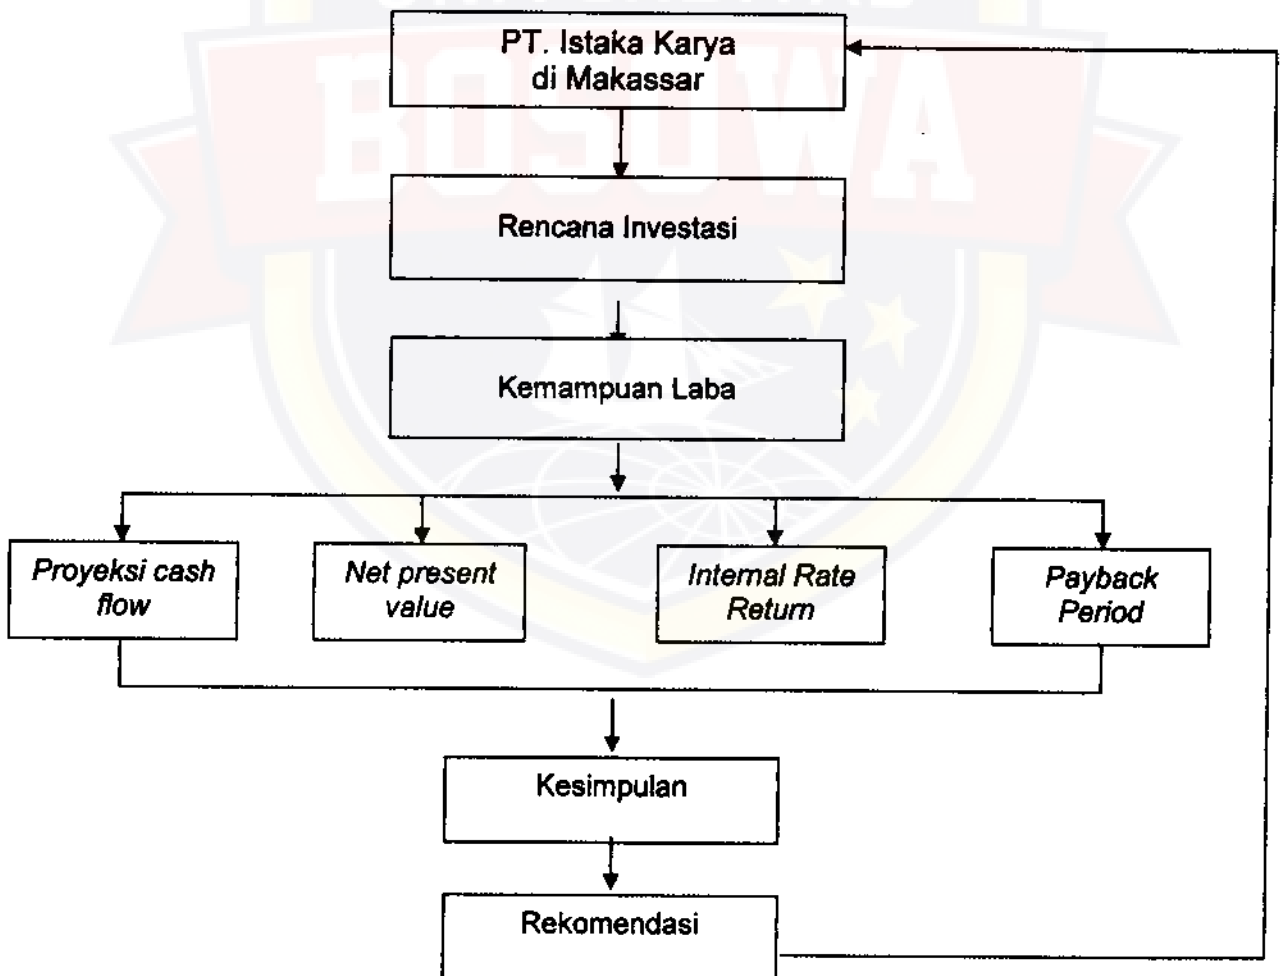 BOSOWA
PT. Istaka Karya
di Makassar
Rencana Investasi
Kemampuan Laba
Proyeksi cash
flow
Net present
value
Internal Rate
Return
Payback
Period
Kesimpulan
Rekomendasi